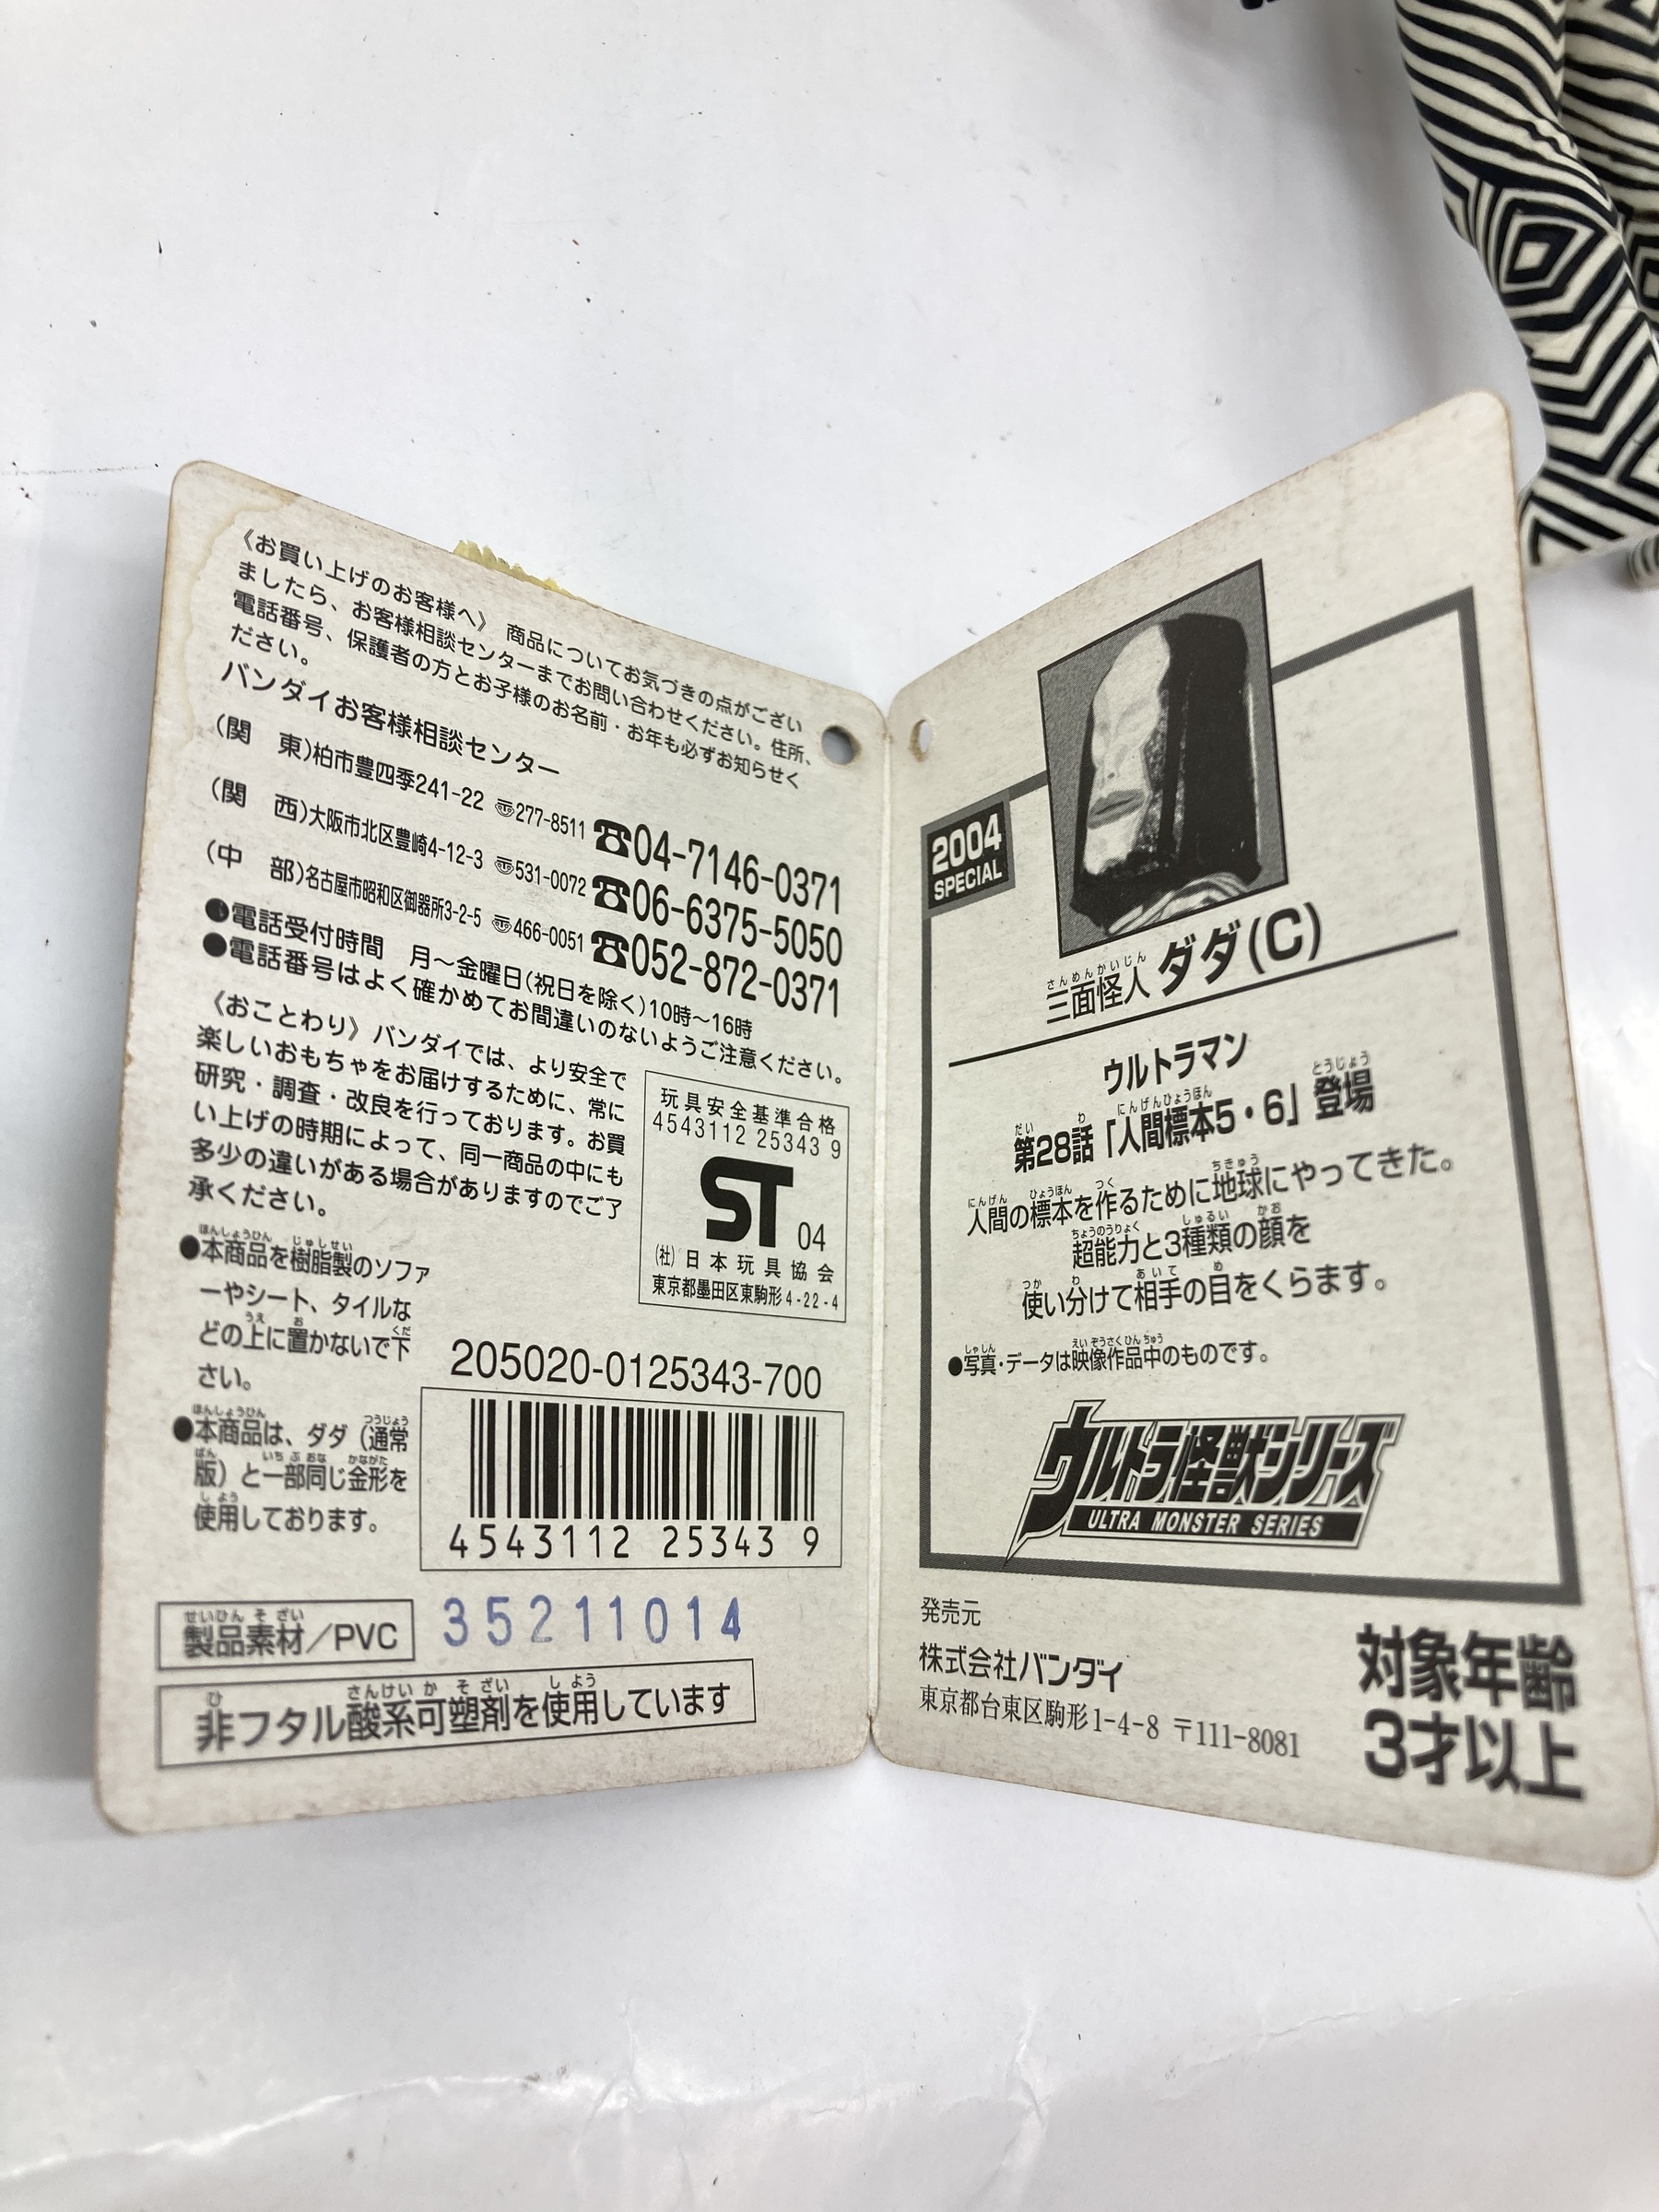 《お買い上げのお客様へ》 商品についてお気づきの点がござい
ましたら、お客様相談センターまでお問い合わせください。住所、
電話番号、保護者の方とお子様のお名前・お年も必ずお知らせく
ださい。
バンダイお客様相談センター
(関 東)柏市豊四季241-22 〒277-8511 ☎04-7146-0371
(関 西)大阪市北区豊崎4-12-3 〒531-0072 ☎06-6375-5050
(中 部)名古屋市昭和区御器所3-2-5 〒466-0051 ☎052-872-0371
●電話受付時間 月〜金曜日(祝日を除く)10時〜16時
●電話番号はよく確かめてお間違いのないようご注意ください。
《おことわり》バンダイでは、より安全で
楽しいおもちゃをお届けするために、常に
研究・調査・改良を行っております。お買
い上げの時期によって、同一商品の中にも
多少の違いがある場合がありますのでご了
承ください。
玩具安全基準合格
4543112 25343 9
ST 04
(社)日本玩具協会
東京都墨田区東駒形4-22-4
●本商品を樹脂製のソファ
ーやシート、タイルな
どの上に置かないで下
さい。
●本商品は、ダダ（通常
版）と一部同じ金形を
使用しております。
205020-0125343-700
4543112 25343 9
製品素材／PVC
35211014
非フタル酸系可塑剤を使用しています
2004
SPECIAL
三面怪人 ダダ(C)
ウルトラマン
第28話「人間標本5・6」登場
人間の標本を作るために地球にやってきた。
超能力と3種類の顔を
使い分けて相手の目をくらます。
●写真・データは映像作品中のものです。
ウルトラ怪獣シリーズ
ULTRA MONSTER SERIES
発売元
株式会社バンダイ
東京都台東区駒形1-4-8 〒111-8081
対象年齢
3才以上